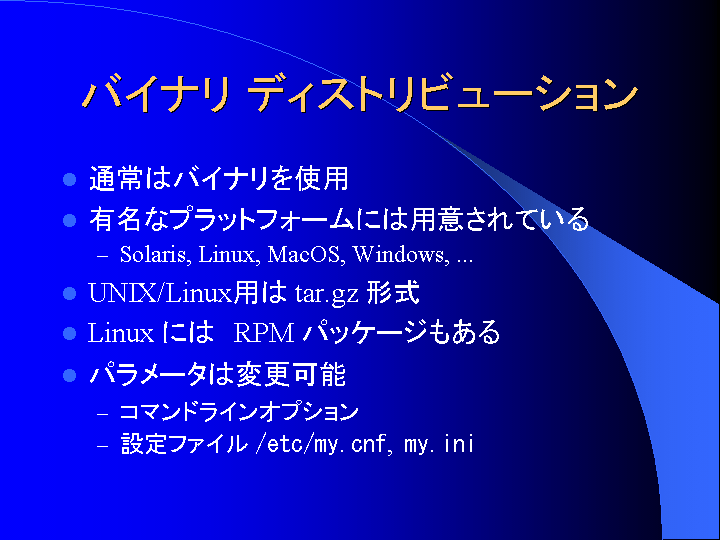 バイナリ ディストリビューション
● 通常はバイナリを使用
● 有名なプラットフォームには用意されている
– Solaris, Linux, MacOS, Windows, ...
● UNIX/Linux用は tar.gz 形式
● Linux には RPM パッケージもある
● パラメータは変更可能
– コマンドラインオプション
– 設定ファイル /etc/my.cnf, my.ini